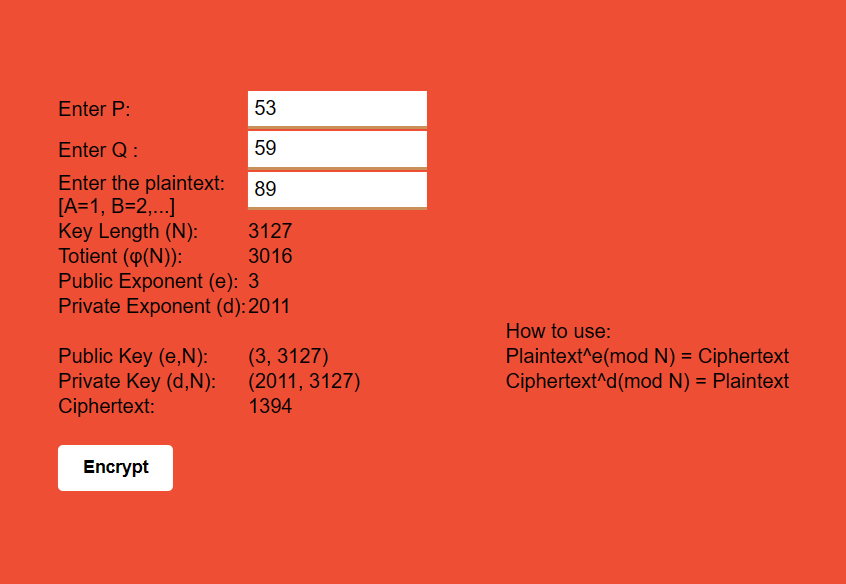 Enter P: 53
Enter Q : 59
Enter the plaintext: 89
[A=1, B=2,...]
Key Length (N): 3127
Totient (φ(N)): 3016
Public Exponent (e): 3
Private Exponent (d): 2011
How to use:
Public Key (e,N): (3, 3127) Plaintext^e(mod N) = Ciphertext
Private Key (d,N): (2011, 3127) Ciphertext^d(mod N) = Plaintext
Ciphertext: 1394
Encrypt